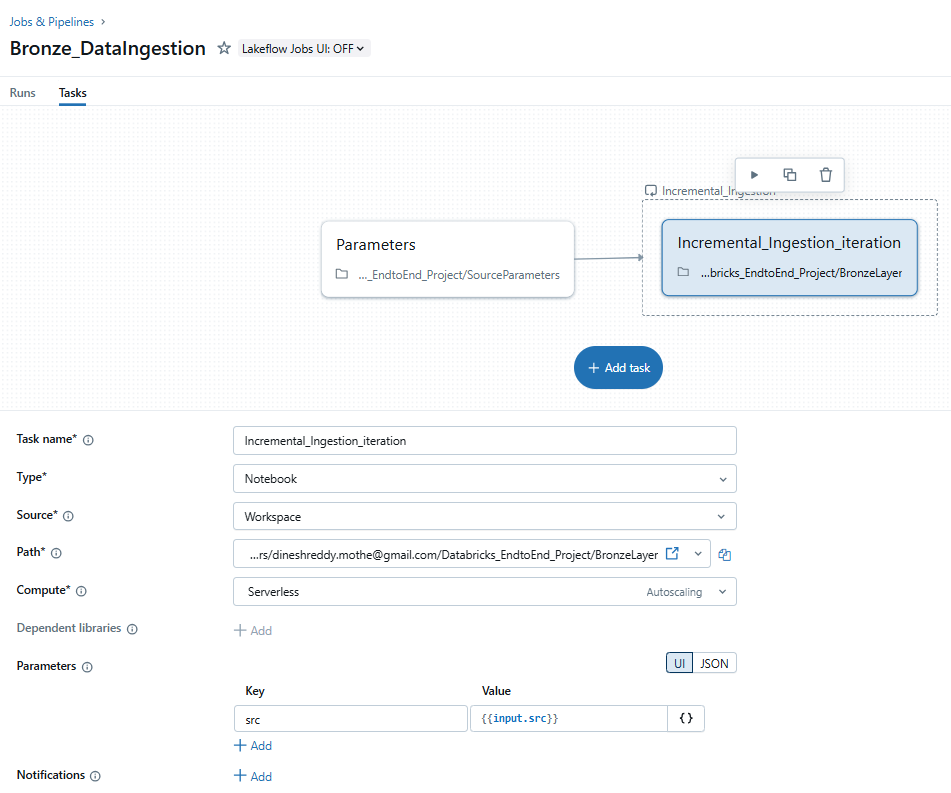 Jobs & Pipelines >
Bronze_DataIngestion Lakeflow Jobs UI: OFF
Runs Tasks
Incremental_Ingestion
Parameters
..._EndtoEnd_Project/SourceParameters
Incremental_Ingestion_iteration
...bricks_EndtoEnd_Project/BronzeLayer
+ Add task
Task name* Incremental_Ingestion_iteration
Type* Notebook
Source* Workspace
Path* ...rs/dineshreddy.mothe@gmail.com/Databricks_EndtoEnd_Project/BronzeLayer
Compute* Serverless Autoscaling
Dependent libraries + Add
Parameters UI JSON
Key Value
src {{input.src}} {}
+ Add
Notifications + Add